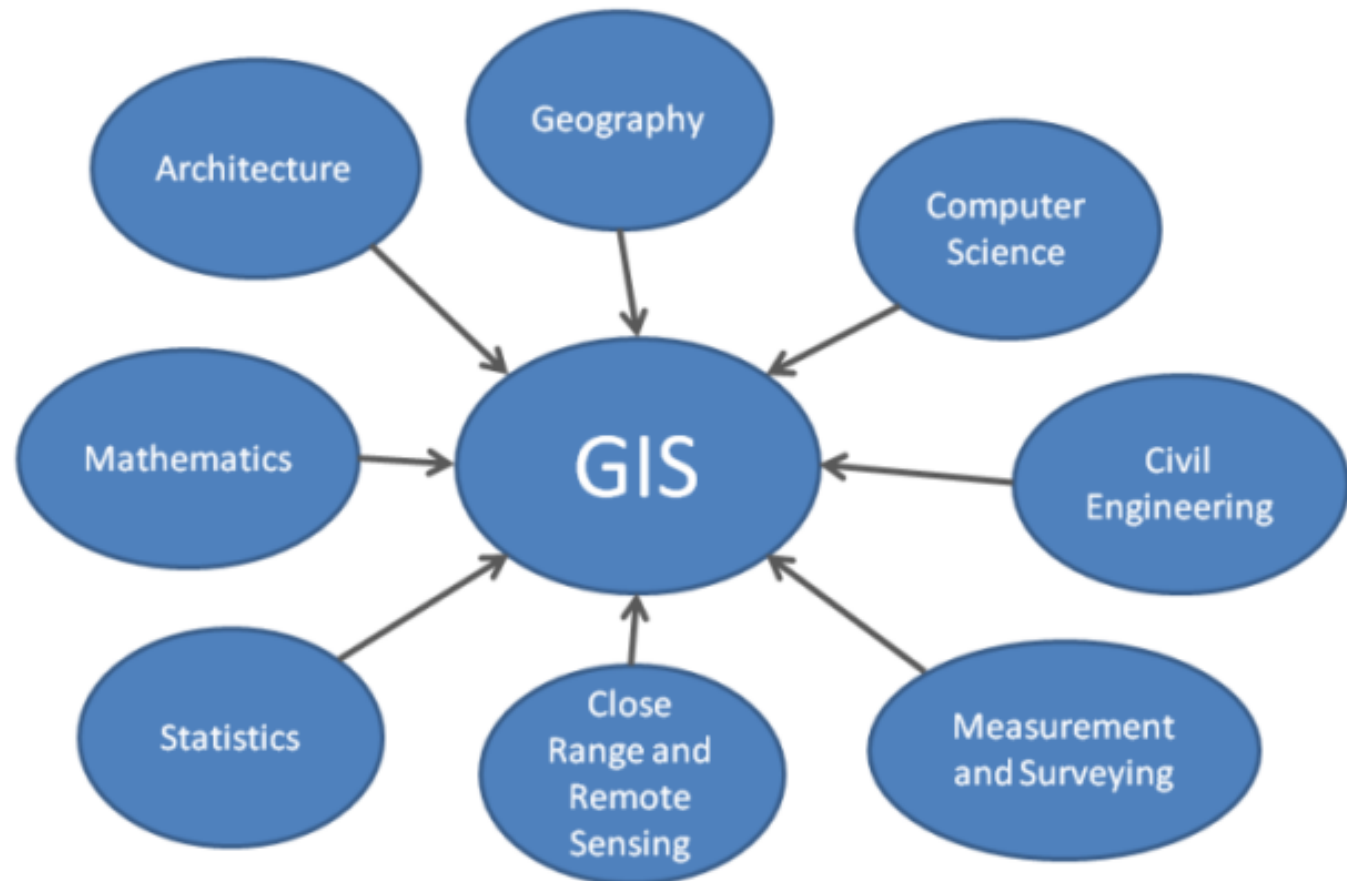 Geography
Architecture
Computer
Science
GIS
Mathematics
Civil
Engineering
Statistics
Close
Range and
Remote
Sensing
Measurement
and Surveying